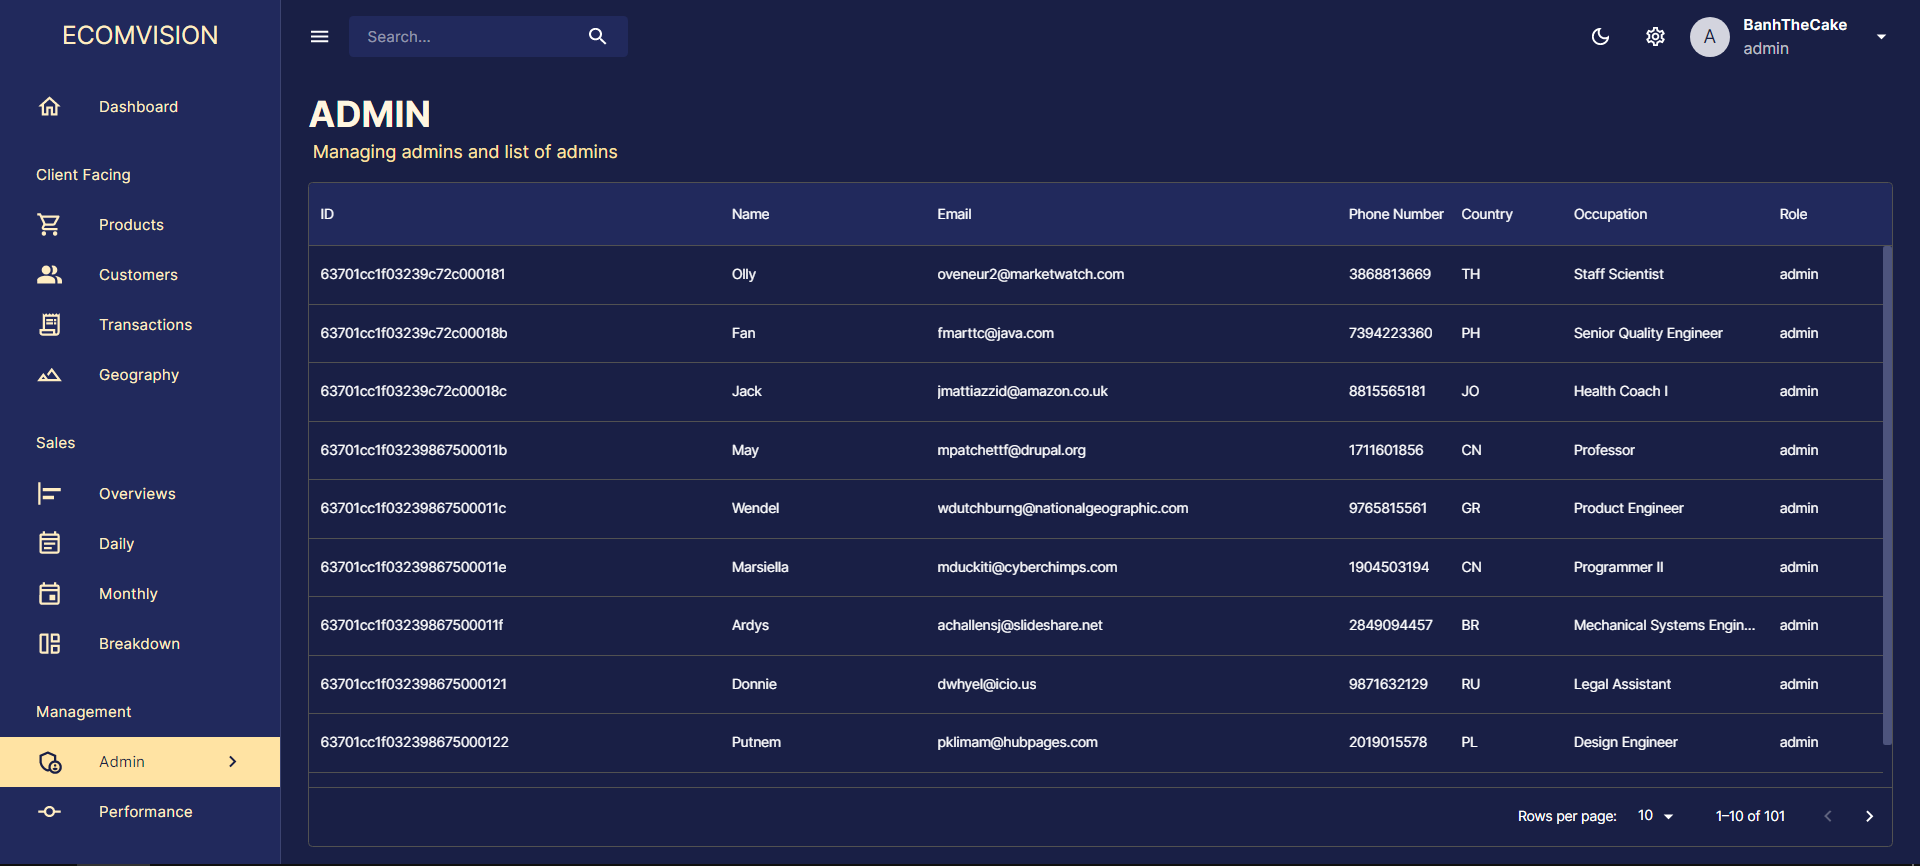 ECOMVISION
Search...
A
BanhTheCake
admin
Dashboard
Client Facing
Products
Customers
Transactions
Geography
Sales
Overviews
Daily
Monthly
Breakdown
Management
Admin
Performance
ADMIN
Managing admins and list of admins
ID Name Email Phone Number Country Occupation Role
63701cc1f03239c72c000181 Olly oveneur2@marketwatch.com 3868813669 TH Staff Scientist admin
63701cc1f03239c72c00018b Fan fmarttc@java.com 7394223360 PH Senior Quality Engineer admin
63701cc1f03239c72c00018c Jack jmattiazzid@amazon.co.uk 8815565181 JO Health Coach I admin
63701cc1f03239867500011b May mpatchettf@drupal.org 1711601856 CN Professor admin
63701cc1f03239867500011c Wendel wdutchburng@nationalgeographic.com 9765815561 GR Product Engineer admin
63701cc1f03239867500011e Marsiella mduckiti@cyberchimps.com 1904503194 CN Programmer II admin
63701cc1f03239867500011f Ardys achallensj@slideshare.net 2849094457 BR Mechanical Systems Engin... admin
63701cc1f032398675000121 Donnie dwhyel@icio.us 9871632129 RU Legal Assistant admin
63701cc1f032398675000122 Putnem pklimam@hubpages.com 2019015578 PL Design Engineer admin
Rows per page: 10 1–10 of 101